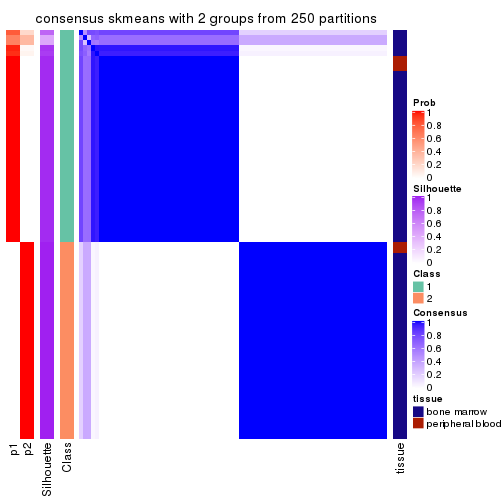 consensus skmeans with 2 groups from 250 partitions
Prob
1
0.8
0.6
0.4
0.2
0
Silhouette
1
0.8
0.6
0.4
0.2
0
Class
1
2
Consensus
1
0.8
0.6
0.4
0.2
0
tissue
bone marrow
peripheral blood
p1
p2
Silhouette
Class
tissue